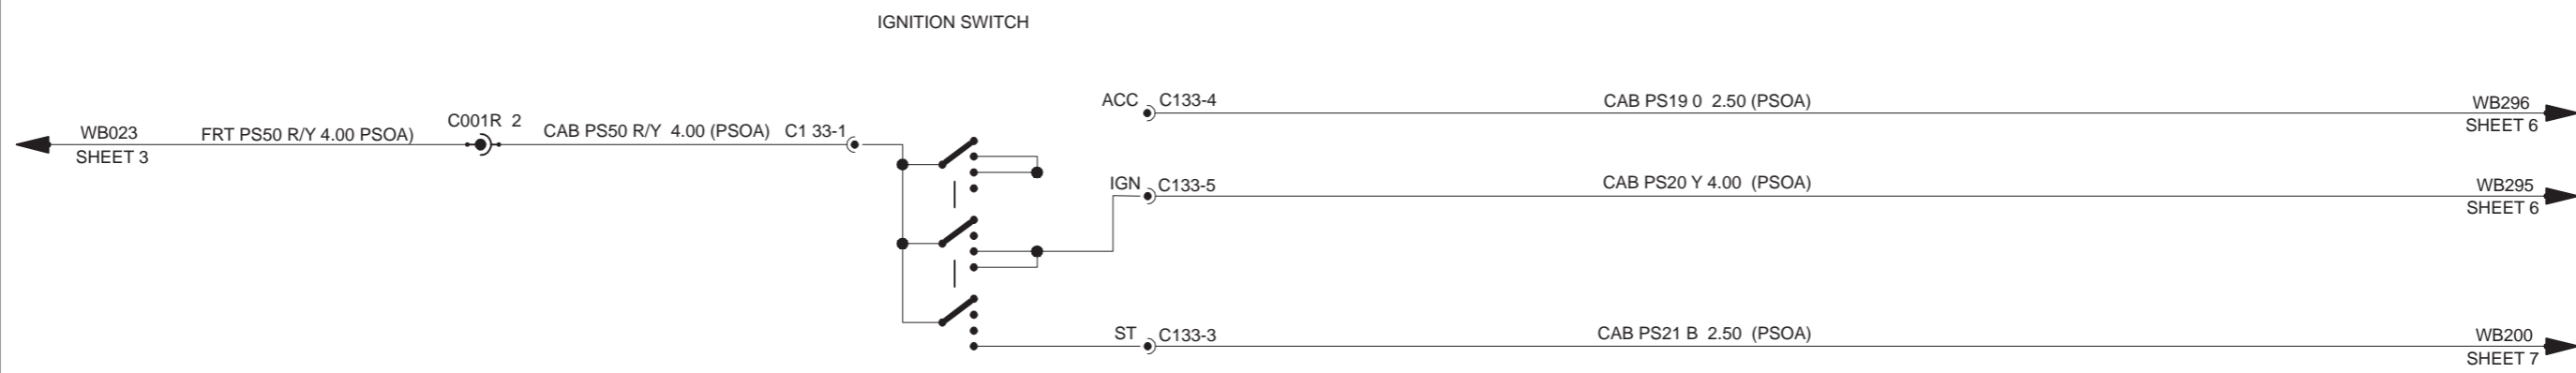 IGNITION SWITCH
ACC C133-4 CAB PS19 0 2.50 (PSOA) WB296
SHEET 6
WB023 FRT PS50 R/Y 4.00 PSOA) C001R 2 CAB PS50 R/Y 4.00 (PSOA) C1 33-1
SHEET 3
IGN C133-5 CAB PS20 Y 4.00 (PSOA) WB295
SHEET 6
ST C133-3 CAB PS21 B 2.50 (PSOA) WB200
SHEET 7